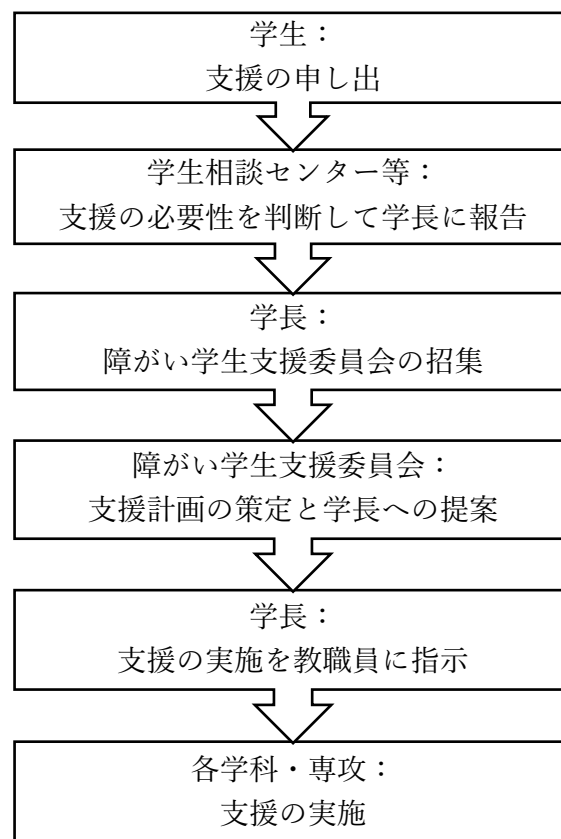 学生：
支援の申し出
学生相談センター等：
支援の必要性を判断して学長に報告
学長：
障がい学生支援委員会の招集
障がい学生支援委員会：
支援計画の策定と学長への提案
学長：
支援の実施を教職員に指示
各学科・専攻：
支援の実施